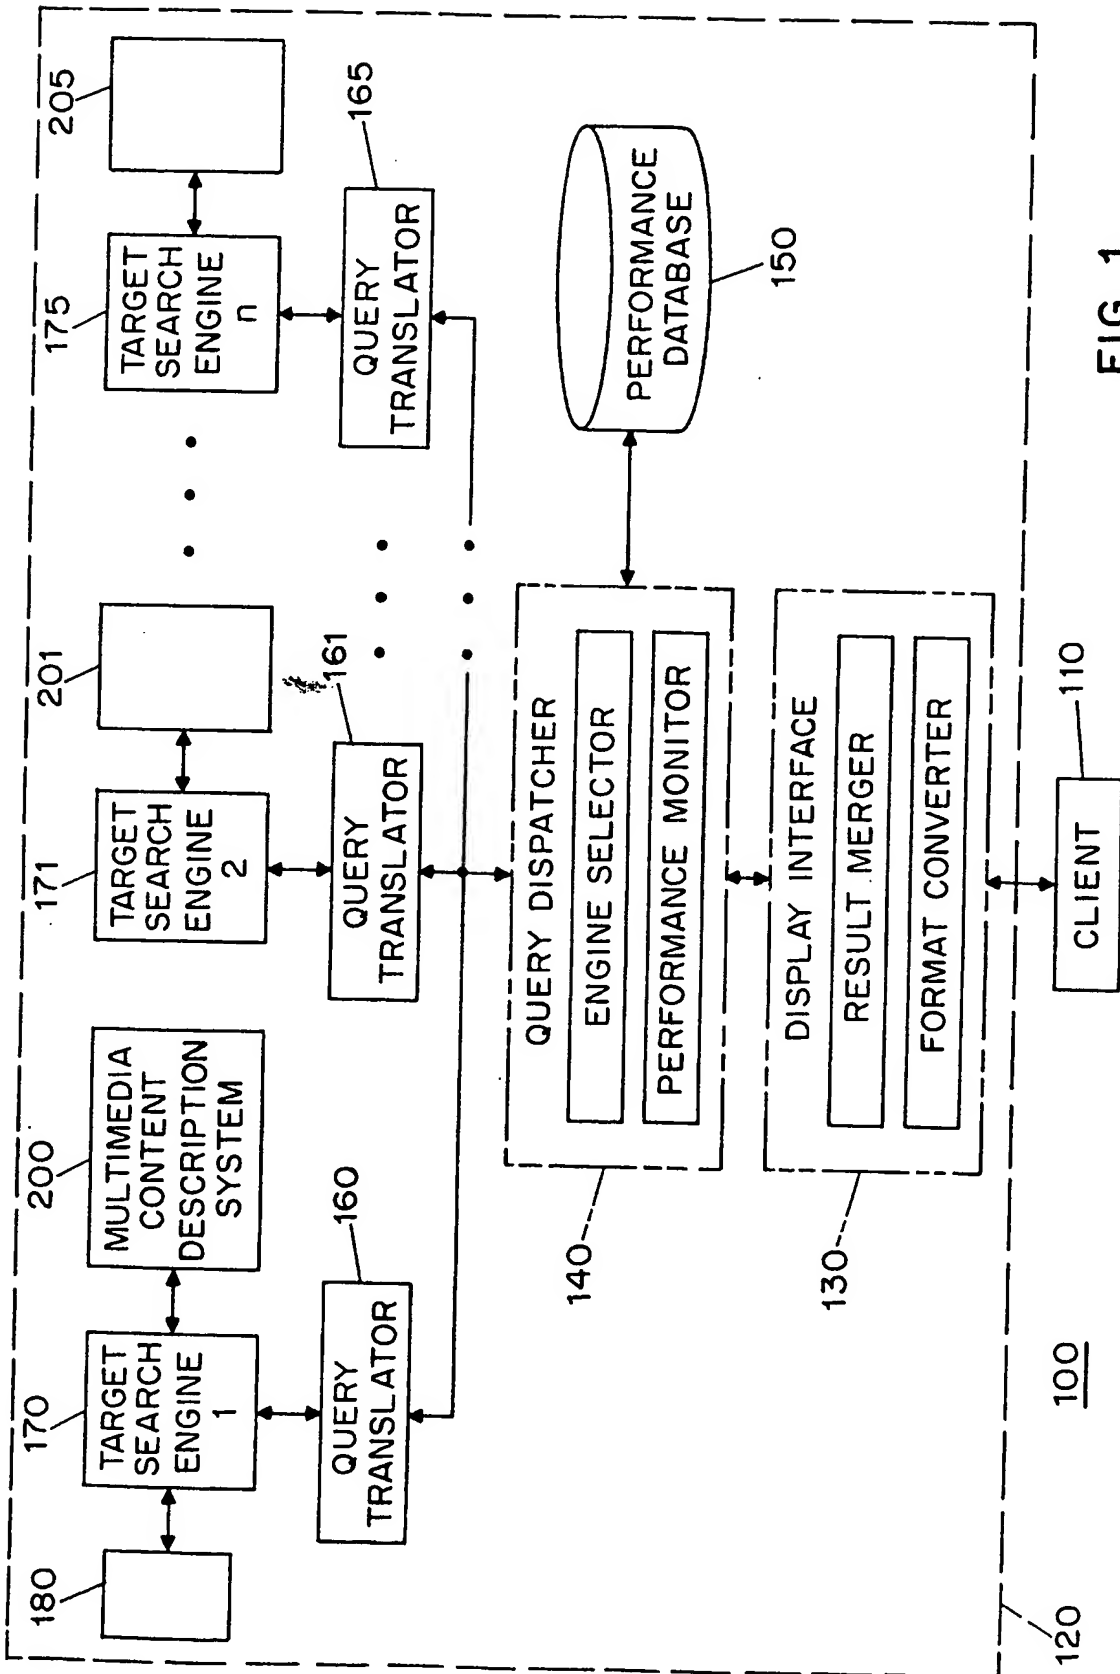 180
170
TARGET
SEARCH
ENGINE
1
200
MULTIMEDIA
CONTENT
DESCRIPTION
SYSTEM
171
TARGET
SEARCH
ENGINE
2
201
175
TARGET
SEARCH
ENGINE
n
205
160
QUERY
TRANSLATOR
161
QUERY
TRANSLATOR
165
QUERY
TRANSLATOR
140
QUERY DISPATCHER
ENGINE SELECTOR
PERFORMANCE MONITOR
PERFORMANCE
DATABASE
150
130
DISPLAY INTERFACE
RESULT MERGER
FORMAT CONVERTER
120
100
CLIENT
110
FIG. 1